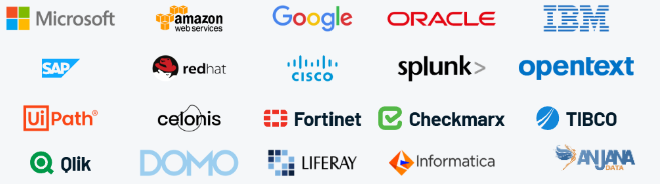 Microsoft amazon web services Google ORACLE IBM
SAP redhat CISCO splunk> opentext
UiPath® celonis Fortinet Checkmarx TIBCO
Qlik DOMO LIFERAY Informatica ANJANA DATA